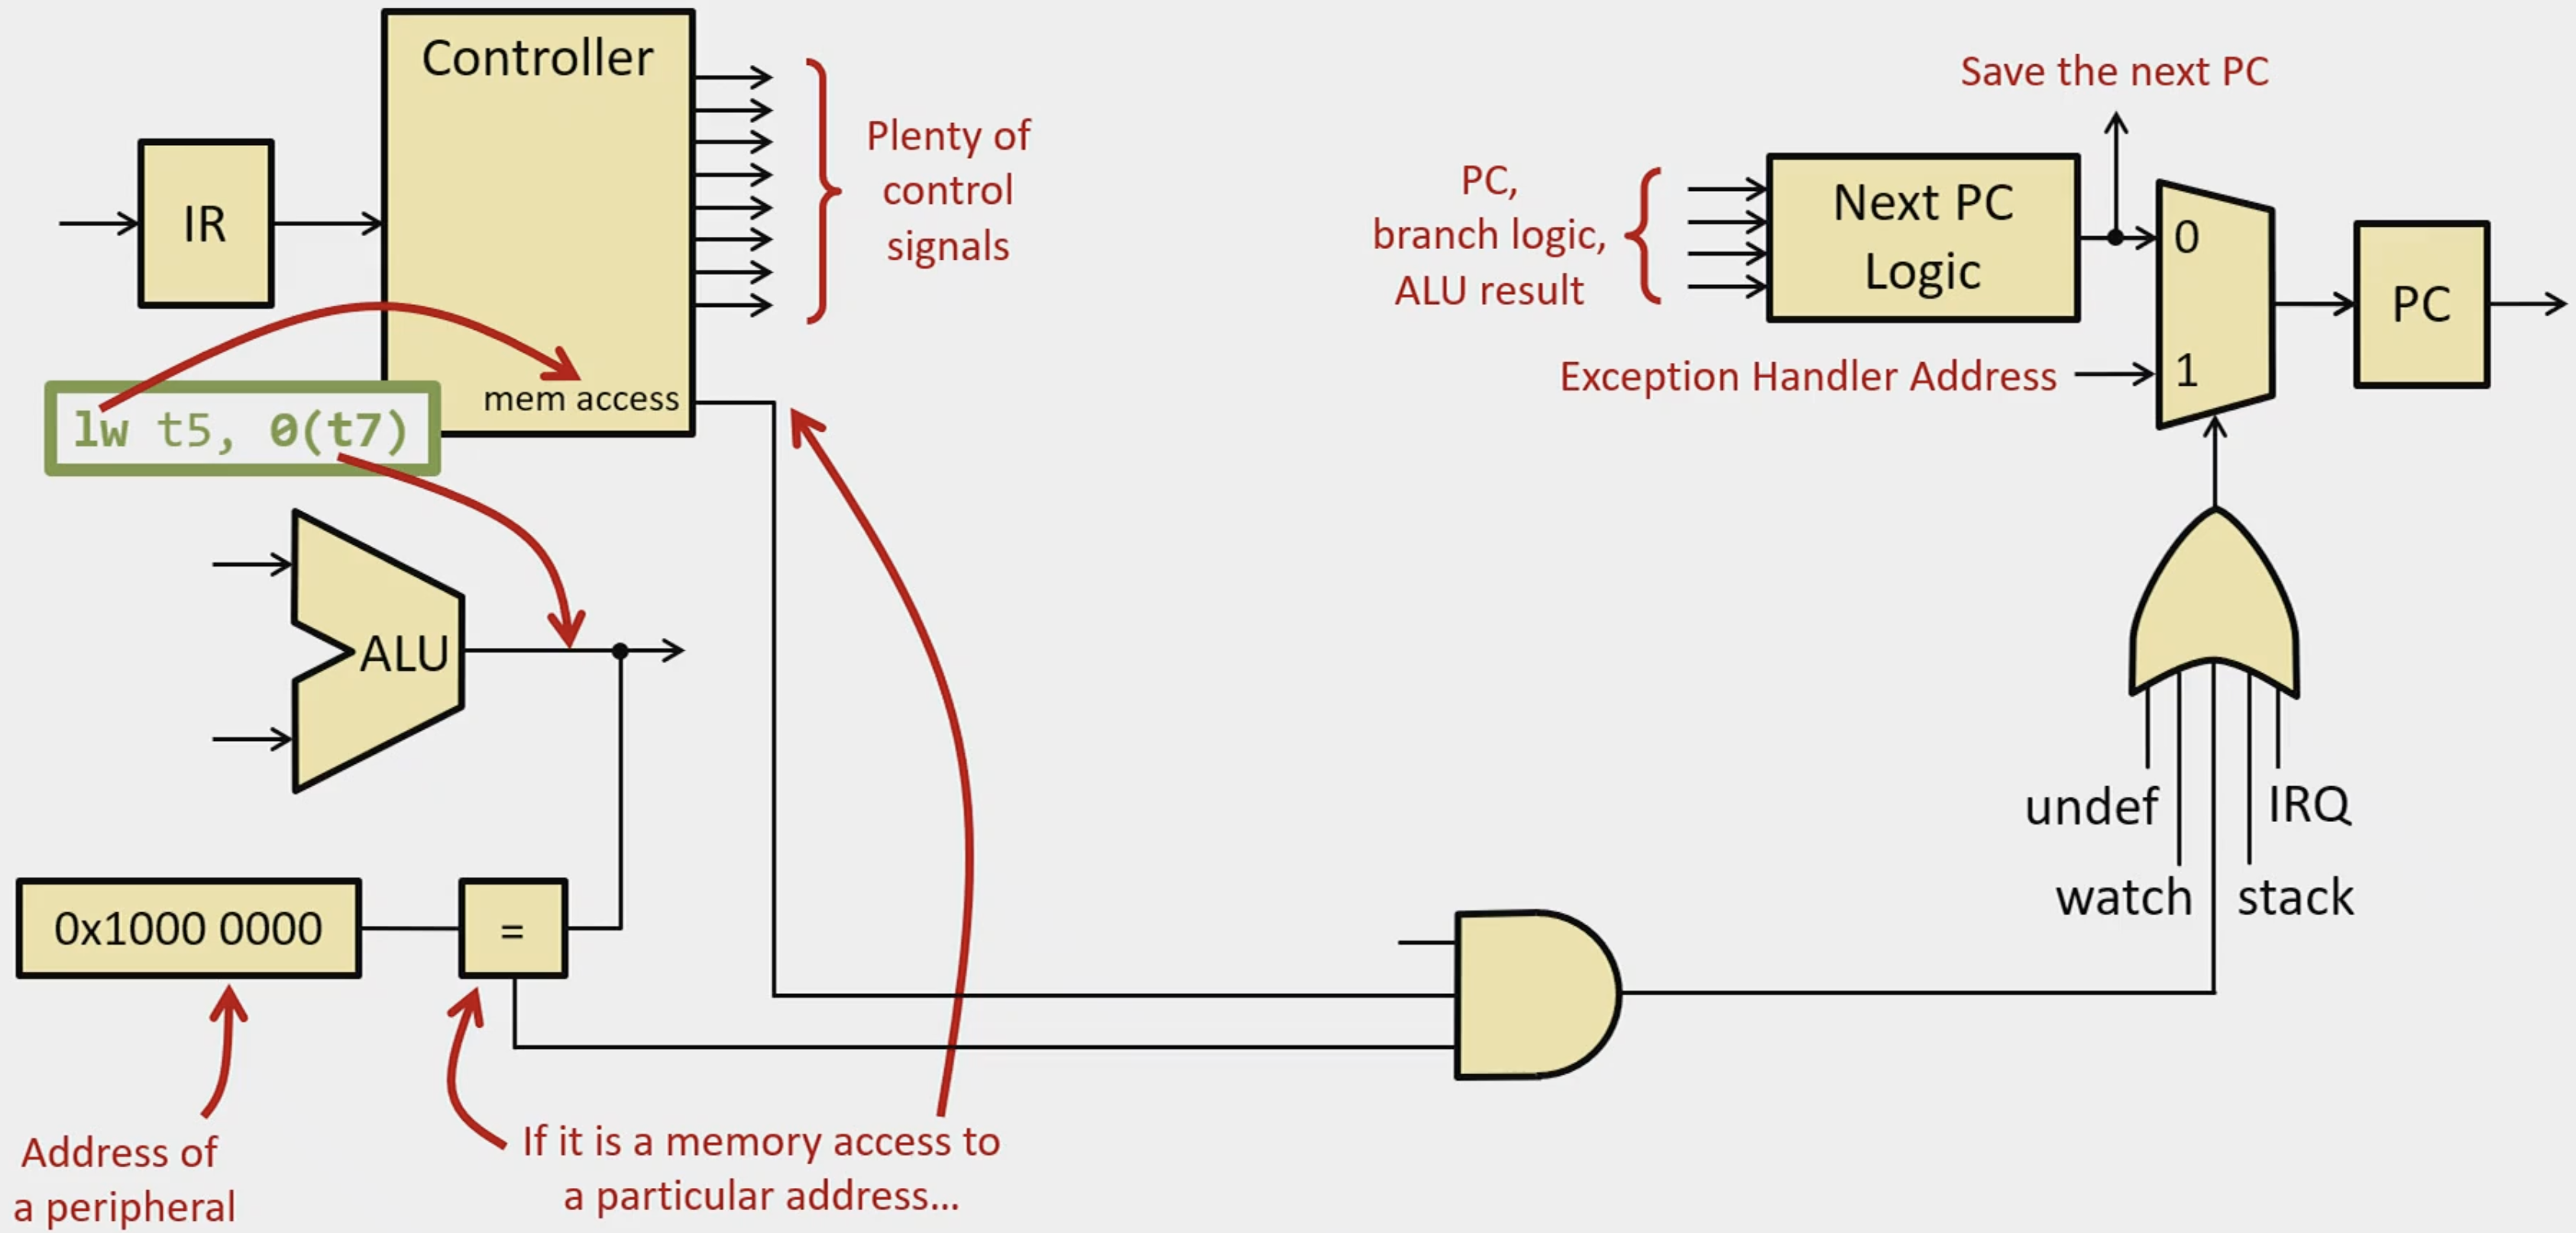 Controller
Plenty of
control
signals
IR
mem access
lw t5, 0(t7)
ALU
0x1000 0000
=
Address of
a peripheral
If it is a memory access to
a particular address...
Save the next PC
PC,
branch logic,
ALU result
Next PC
Logic
0
1
PC
Exception Handler Address
undef
IRQ
watch
stack